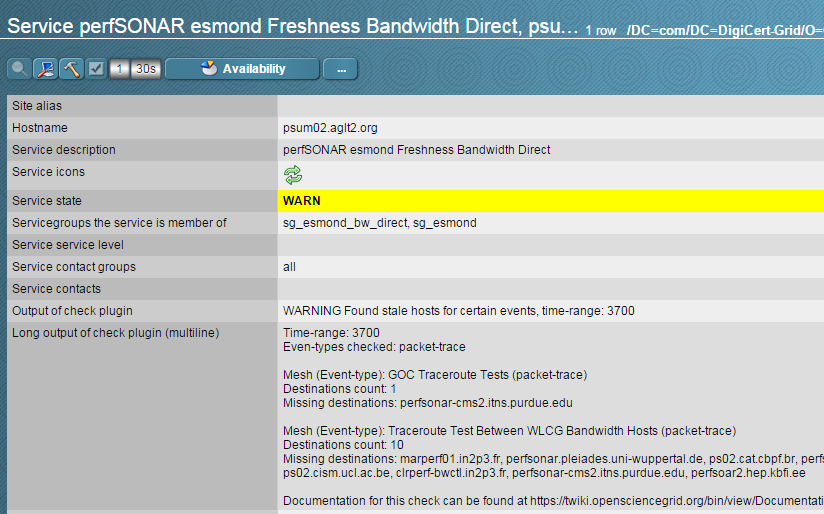 Service perfSONAR esmond Freshness Bandwidth Direct, psu... 1 row /DC=com/DC=DigiCert-Grid/O=
1 30s Availability ...
Site alias
Hostname psum02.aglt2.org
Service description perfSONAR esmond Freshness Bandwidth Direct
Service icons
Service state WARN
Servicegroups the service is member of sg_esmond_bw_direct, sg_esmond
Service service level
Service contact groups all
Service contacts
Output of check plugin WARNING Found stale hosts for certain events, time-range: 3700
Long output of check plugin (multiline) Time-range: 3700
Even-types checked: packet-trace
Mesh (Event-type): GOC Traceroute Tests (packet-trace)
Destinations count: 1
Missing destinations: perfsonar-cms2.itns.purdue.edu
Mesh (Event-type): Traceroute Test Between WLCG Bandwidth Hosts (packet-trace)
Destinations count: 10
Missing destinations: marperf01.in2p3.fr, perfsonar.pleiades.uni-wuppertal.de, ps02.cat.cbpf.br, perfs
ps02.cism.ucl.ac.be, clrperf-bwctl.in2p3.fr, perfsonar-cms2.itns.purdue.edu, perfsoar2.hep.kbfi.ee
Documentation for this check can be found at https://twiki.opensciencegrid.org/bin/view/Documentati